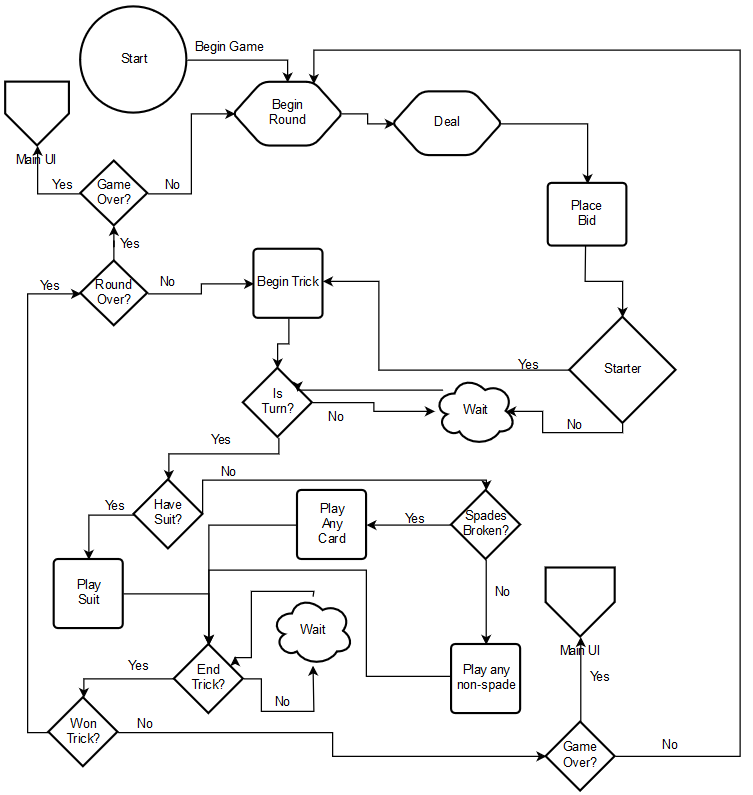 Begin Game
Start
Begin
Round
Deal
Main UI
Yes
Game
Over?
No
Place
Bid
Yes
Yes
Round
Over?
No
Begin Trick
Yes
Starter
Is
Turn?
No
Wait
No
Yes
No
Yes
Have
Suit?
Play
Any
Card
Yes
Spades
Broken?
Play
Suit
No
Wait
Main UI
Yes
End
Trick?
No
Play any
non-spade
Yes
Won
Trick?
No
Game
Over?
No